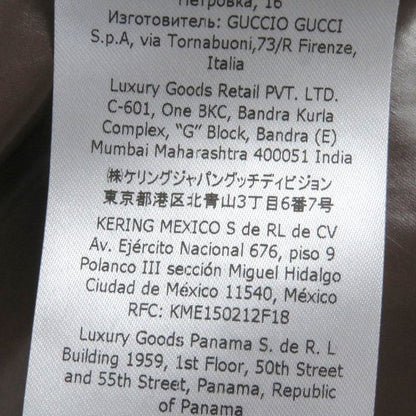 Петровка, 16
Изготовитель: GUCCIO GUCCI
S.p.A, via Tornabuoni,73/R Firenze,
Italia
Luxury Goods Retail PVT. LTD.
C-601, One BKC, Bandra Kurla
Complex, “G” Block, Bandra (E)
Mumbai Maharashtra 400051 India
㈱ケリングジャパングッチディビジョン
東京都港区北青山3丁目6番7号
KERING MEXICO S de RL de CV
Av. Ejército Nacional 676, piso 9
Polanco III sección Miguel Hidalgo
Ciudad de México 11540, México
RFC: KME150212F18
Luxury Goods Panama S. de R. L
Building 1959, 1st Floor, 50th Street
and 55th Street, Panama, Republic
of Panama